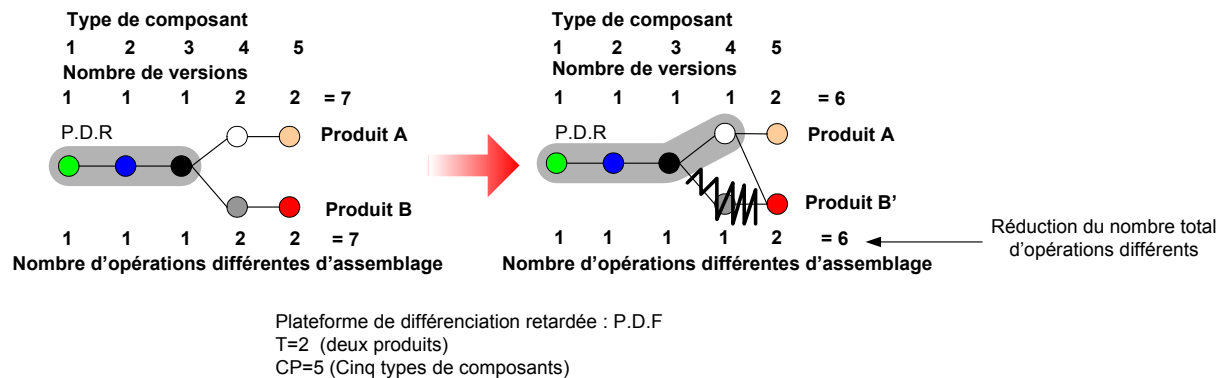 Type de composant
1 2 3 4 5
Nombre de versions
1 1 1 2 2 = 7
P.D.R
Produit A
Produit B
1 1 1 2 2 = 7
Nombre d'opérations différentes d'assemblage
Type de composant
1 2 3 4 5
Nombre de versions
1 1 1 1 2 = 6
P.D.R
Produit A
Produit B'
1 1 1 1 2 = 6
Nombre d'opérations différentes d'assemblage
Réduction du nombre total
d'opérations différents
Plateforme de différenciation retardée : P.D.F
T=2 (deux produits)
CP=5 (Cinq types de composants)